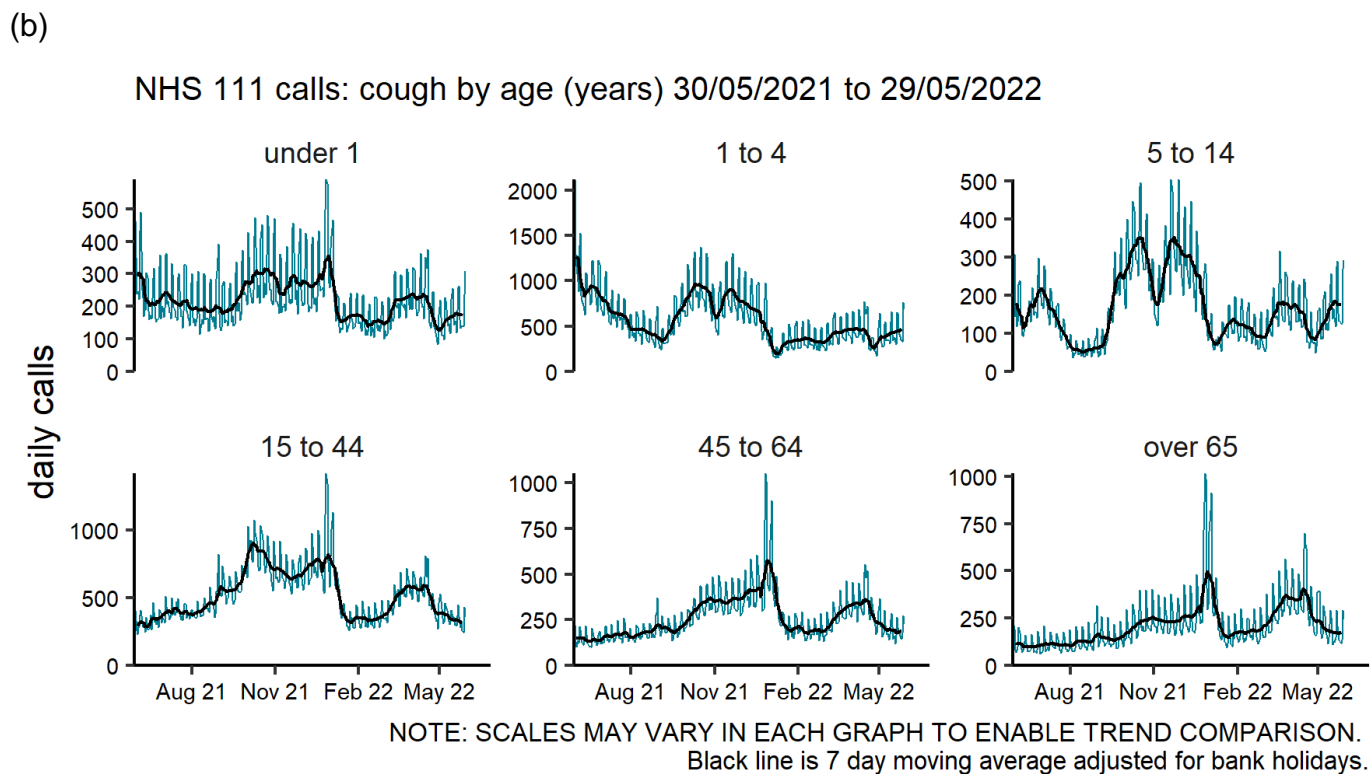 (b)
NHS 111 calls: cough by age (years) 30/05/2021 to 29/05/2022
daily calls
under 1
500
400
300
200
100
0
1 to 4
2000
1500
1000
500
0
5 to 14
500
400
300
200
100
0
15 to 44
1000
500
0
Aug 21 Nov 21 Feb 22 May 22
45 to 64
1000
750
500
250
0
Aug 21 Nov 21 Feb 22 May 22
over 65
1000
750
500
250
0
Aug 21 Nov 21 Feb 22 May 22
NOTE: SCALES MAY VARY IN EACH GRAPH TO ENABLE TREND COMPARISON.
Black line is 7 day moving average adjusted for bank holidays.